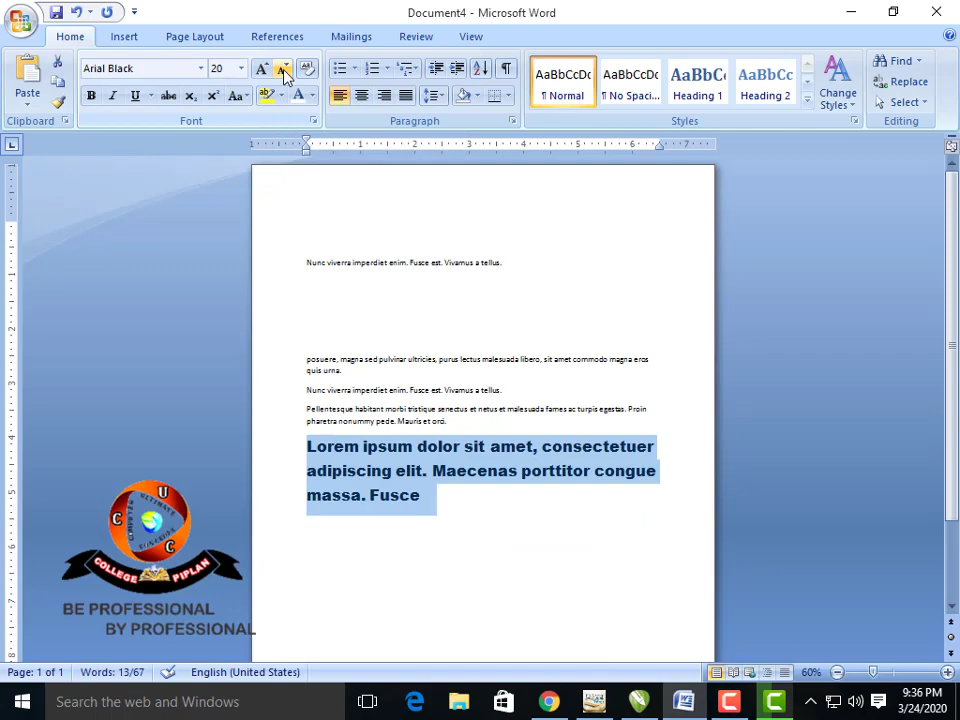 Document4 - Microsoft Word
Home Insert Page Layout References Mailings Review View
Paste
Clipboard
Arial Black 20
Font
Paragraph
AaBbCcDc AaBbCcDc AaBbC AaBbCc
¶ Normal ¶ No Spaci... Heading 1 Heading 2
Change Styles
Styles
Find
Replace
Select
Editing
Nunc viverra imperdiet enim. Fusce est. Vivamus a tellus.
posuere, magna sed pulvinar ultricies, purus lectus malesuada libero, sit amet commodo magna eros
quis urna.
Nunc viverra imperdiet enim. Fusce est. Vivamus a tellus.
Pellentesque habitant morbi tristique senectus et netus et malesuada fames ac turpis egestas. Proin
pharetra nonummy pede. Mauris et orci.
Lorem ipsum dolor sit amet, consectetuer
adipiscing elit. Maecenas porttitor congue
massa. Fusce
U
C C
COLLEGE PIPLAN
BE PROFESSIONAL
BY PROFESSIONAL
Page: 1 of 1 Words: 13/67 English (United States) 60%
Search the web and Windows
9:36 PM
3/24/2020